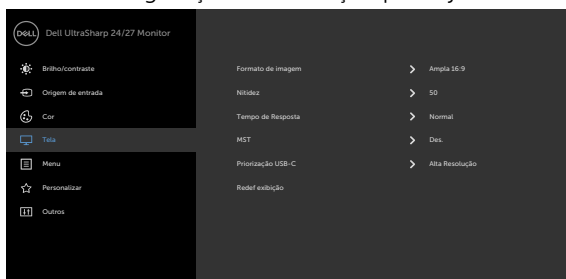 DELL
Dell UltraSharp 24/27 Monitor
Brilho/contraste
Formato de imagem Ampla 16:9
Origem de entrada
Nitidez 50
Cor
Tempo de Resposta Normal
Tela
MST Des.
Menu
Priorização USB-C Alta Resolução
Personalizar
Redef exibição
Outros